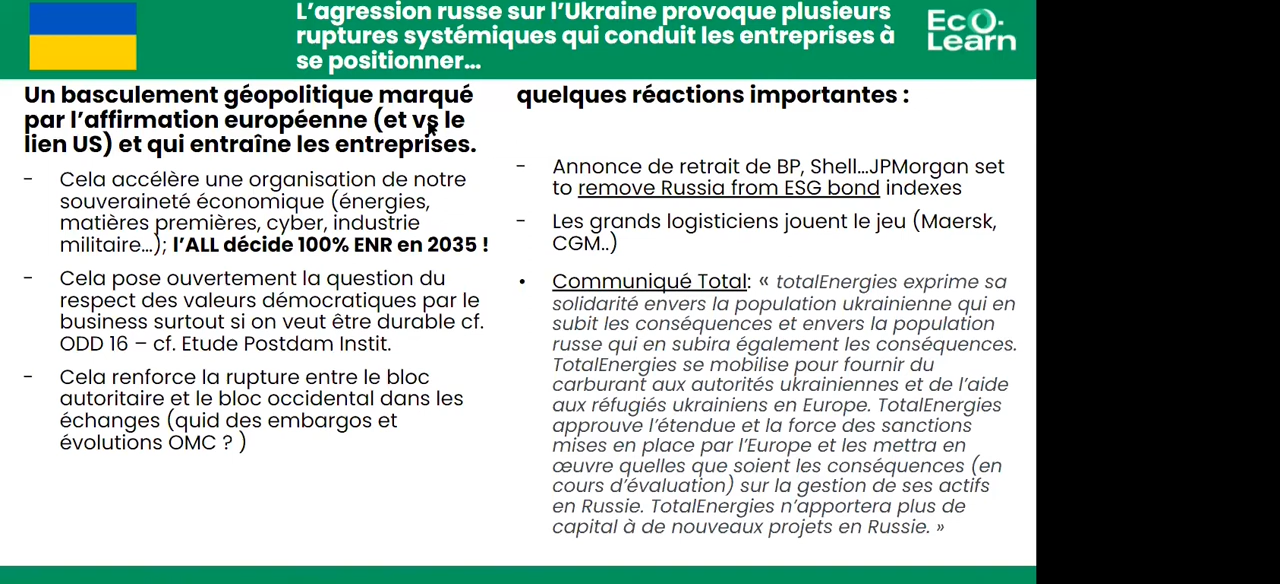 L’agression russe sur l’Ukraine provoque plusieurs
ruptures systémiques qui conduit les entreprises à
se positionner…
EcO.
Learn
Un basculement géopolitique marqué
par l’affirmation européenne (et vs le
lien US) et qui entraîne les entreprises.
- Cela accélère une organisation de notre
souveraineté économique (énergies,
matières premières, cyber, industrie
militaire…); l’ALL décide 100% ENR en 2035 !
- Cela pose ouvertement la question du
respect des valeurs démocratiques par le
business surtout si on veut être durable cf.
ODD 16 – cf. Etude Postdam Instit.
- Cela renforce la rupture entre le bloc
autoritaire et le bloc occidental dans les
échanges (quid des embargos et
évolutions OMC ? )
quelques réactions importantes :
- Annonce de retrait de BP, Shell…JPMorgan set
to remove Russia from ESG bond indexes
- Les grands logisticiens jouent le jeu (Maersk,
CGM..)
• Communiqué Total: « totalEnergies exprime sa
solidarité envers la population ukrainienne qui en
subit les conséquences et envers la population
russe qui en subira également les conséquences.
TotalEnergies se mobilise pour fournir du
carburant aux autorités ukrainiennes et de l’aide
aux réfugiés ukrainiens en Europe. TotalEnergies
approuve l’étendue et la force des sanctions
mises en place par l’Europe et les mettra en
œuvre quelles que soient les conséquences (en
cours d’évaluation) sur la gestion de ses actifs
en Russie. TotalEnergies n’apportera plus de
capital à de nouveaux projets en Russie. »